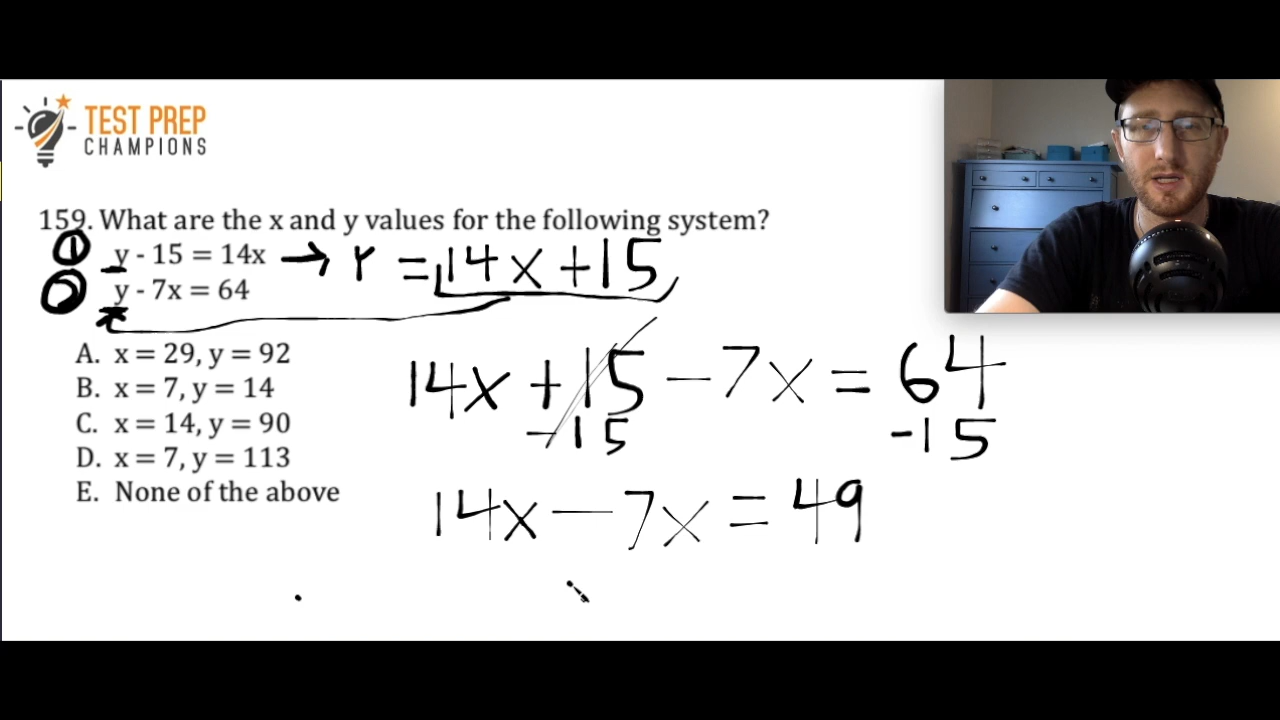 TEST PREP
CHAMPIONS
159. What are the x and y values for the following system?
① y - 15 = 14x → Y = 14x + 15
② y - 7x = 64
A. x = 29, y = 92
B. x = 7, y = 14
C. x = 14, y = 90
D. x = 7, y = 113
E. None of the above
14x + 15 - 7x = 64
-15 -15
14x - 7x = 49